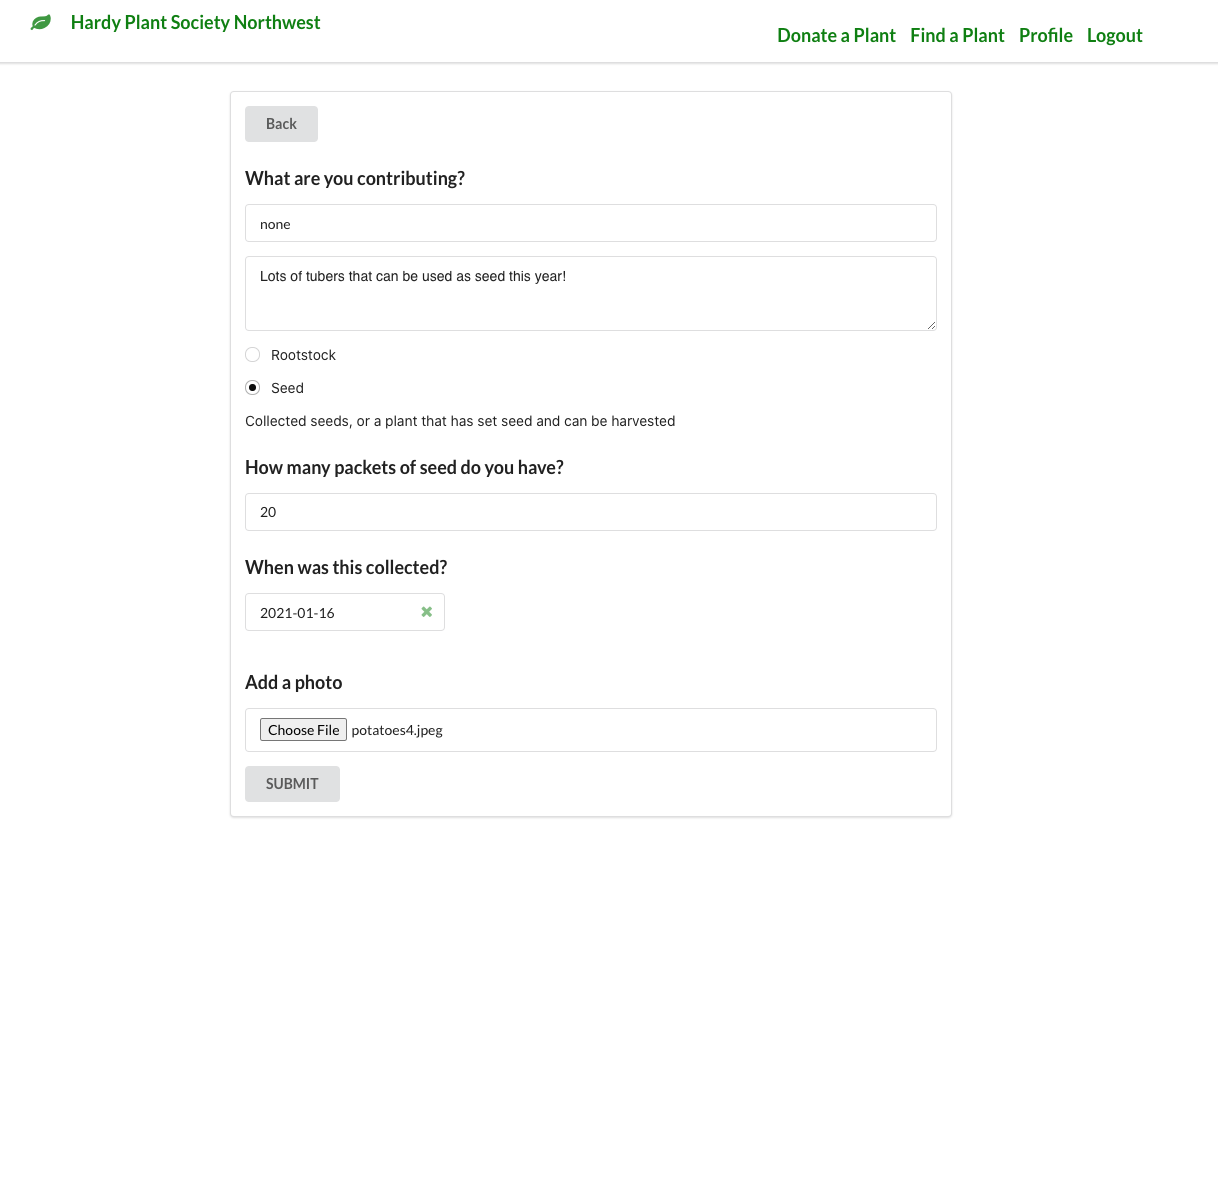 Hardy Plant Society Northwest
Donate a Plant Find a Plant Profile Logout
Back
What are you contributing?
none
Lots of tubers that can be used as seed this year!
Rootstock
Seed
Collected seeds, or a plant that has set seed and can be harvested
How many packets of seed do you have?
20
When was this collected?
2021-01-16
Add a photo
Choose File potatoes4.jpeg
SUBMIT